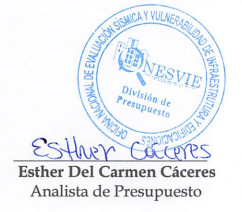 OFICINA NACIONAL DE EVALUACIÓN SÍSMICA Y VULNERABILIDAD DE INFRAESTRUTURA Y EDIFICACIONES
ONESVIE
División de
Presupuesto
Esther Cáceres
Esther Del Carmen Cáceres
Analista de Presupuesto